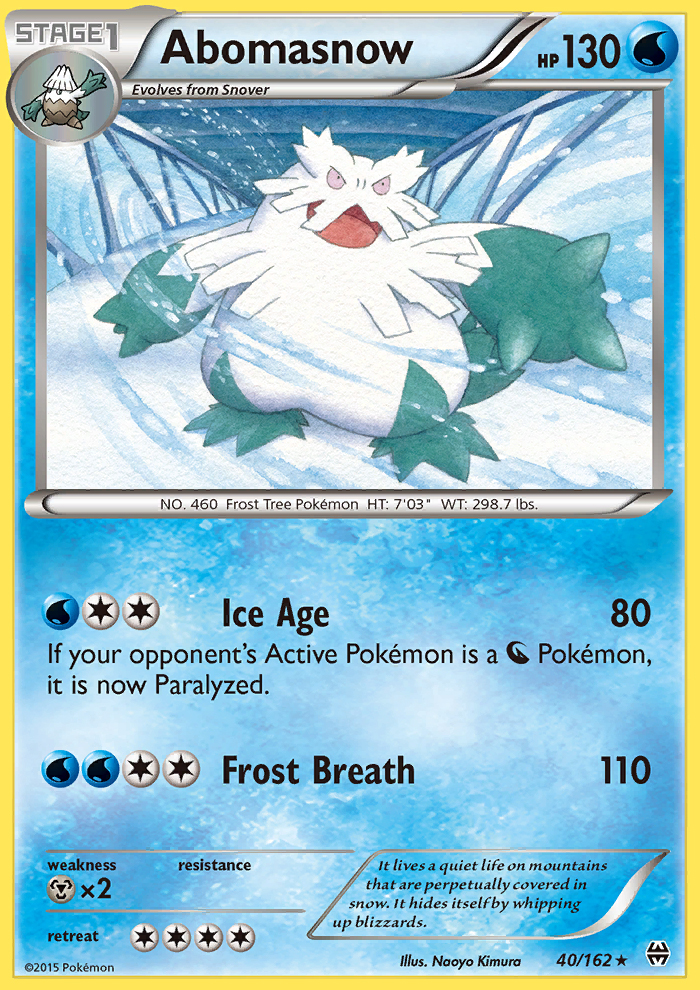 STAGE1
Abomasnow
HP130
Evolves from Snover
NO. 460 Frost Tree Pokémon HT: 7'03" WT: 298.7 lbs.
Ice Age 80
If your opponent's Active Pokémon is a Pokémon,
it is now Paralyzed.
Frost Breath 110
weakness resistance
×2
retreat
It lives a quiet life on mountains
that are perpetually covered in
snow. It hides itself by whipping
up blizzards.
©2015 Pokémon
Illus. Naoyo Kimura 40/162 ★